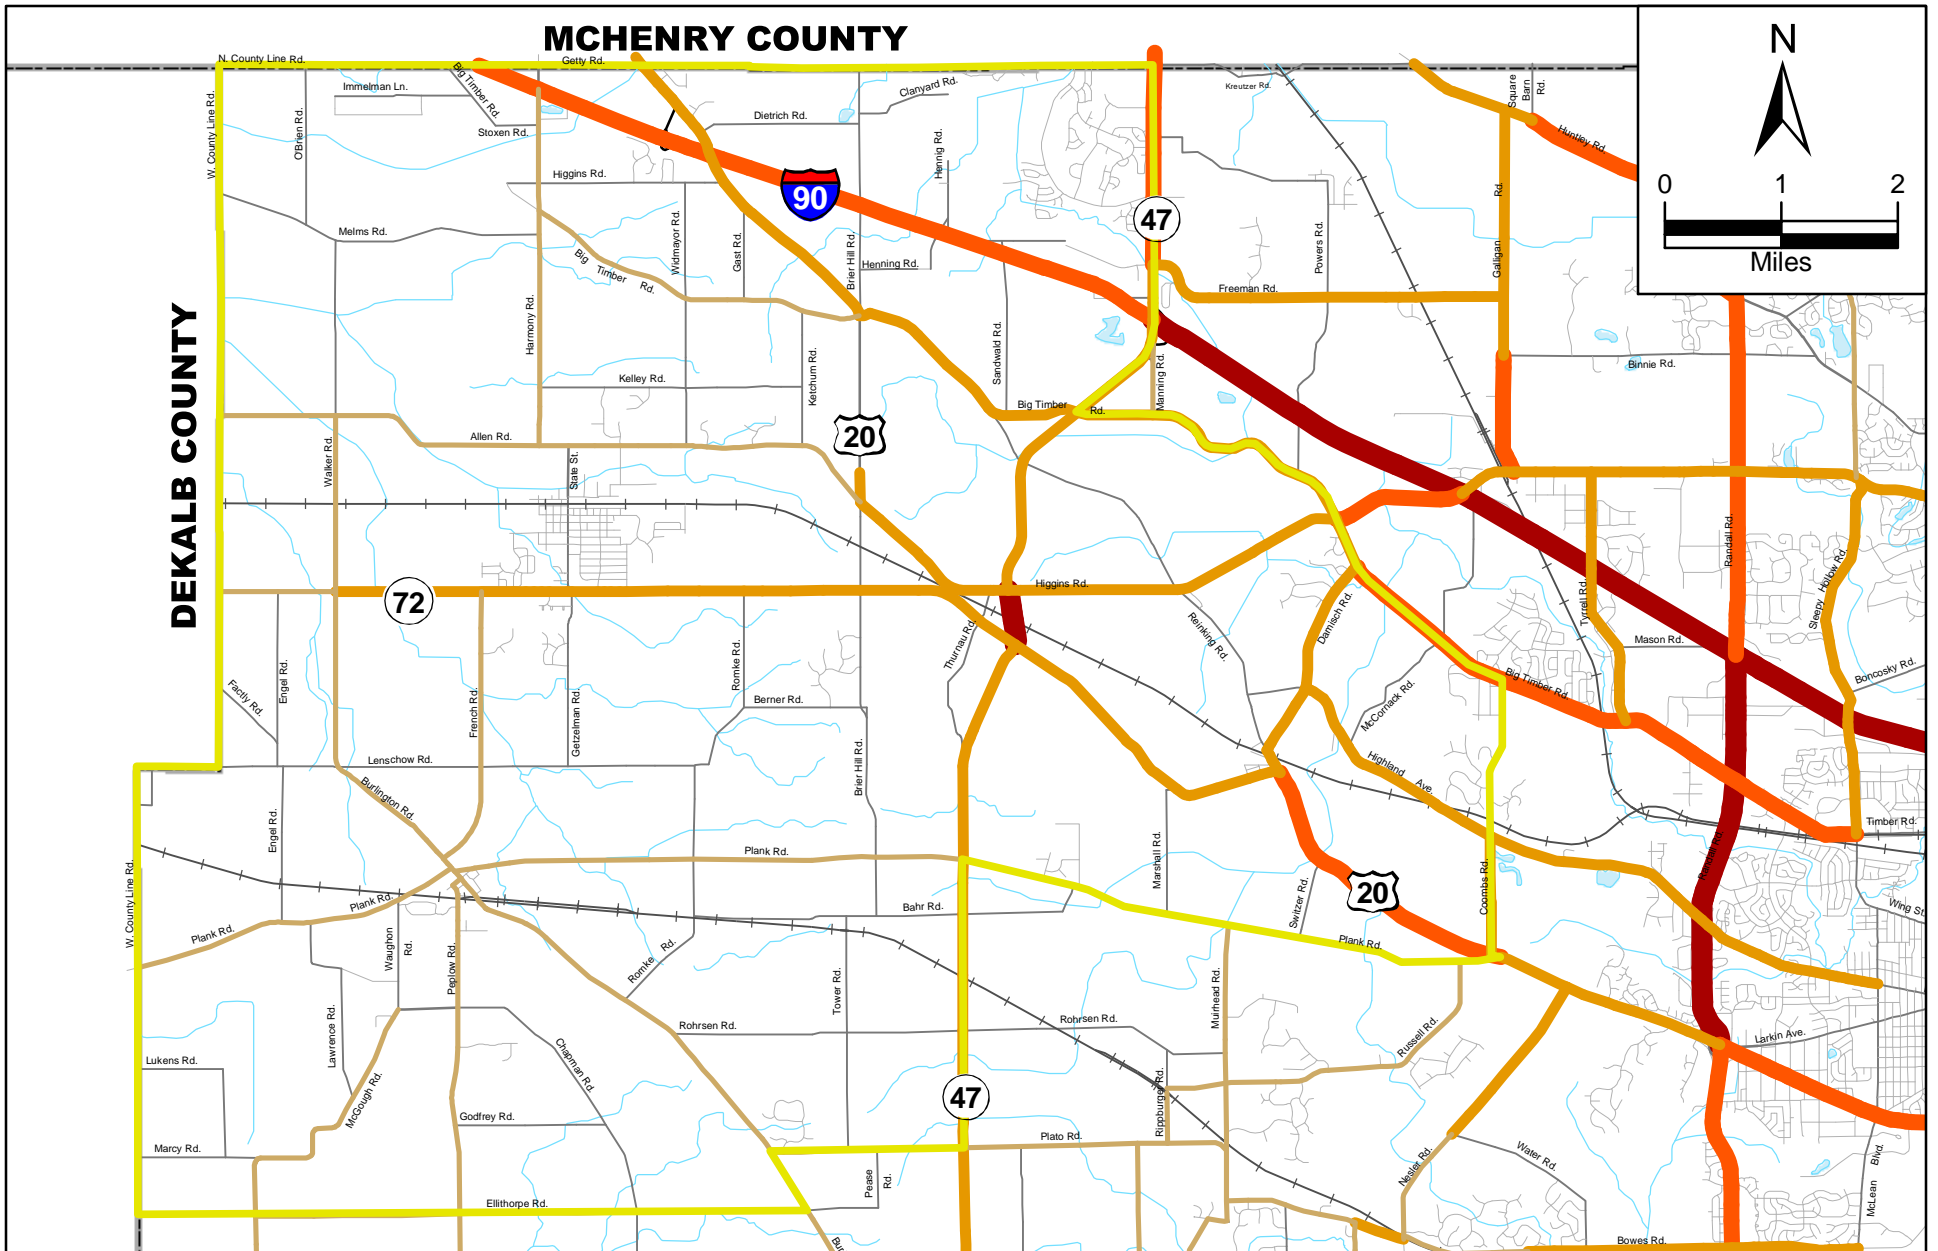 MCHENRY COUNTY
N
0 1 2
Miles
DEKALB COUNTY
N. County Line Rd.
Getty Rd.
W. County Line Rd.
O'Brien Rd.
Immelman Ln.
Big Timber Rd.
Stoxen Rd.
Dietrich Rd.
Clanyard Rd.
Kreutzer Rd.
Square
Barn
Rd.
Huntley Rd.
Higgins Rd.
90
Hennig Rd.
47
Melms Rd.
Big Timber Rd.
Widmayor Rd.
Gast Rd.
Brier Hill Rd.
Henning Rd.
Powers Rd.
Galligan Rd.
Freeman Rd.
Harmony Rd.
Sandwald Rd.
Manning Rd.
Binnie Rd.
Kelley Rd.
Ketchum Rd.
Big Timber Rd.
20
Allen Rd.
Walker Rd.
State St.
Randall Rd.
72
Higgins Rd.
Tyrrell Rd.
Sleepy Hollow Rd.
Damisch Rd.
Reinking Rd.
Thurnau Rd.
Mason Rd.
Boncosky Rd.
Factly Rd.
Engel Rd.
French Rd.
Getzelman Rd.
Romke Rd.
Berner Rd.
McCornack Rd.
Big Timber Rd.
Lenschow Rd.
Brier Hill Rd.
Highland Ave.
Burlington Rd.
Engel Rd.
Timber Rd.
Plank Rd.
Marshall Rd.
Randall Rd.
W. County Line Rd.
Plank Rd.
Plank Rd.
Bahr Rd.
Switzer Rd.
20
Coombs Rd.
Wing St.
Waughon
Rd.
Peplow Rd.
Romke Rd.
Tower Rd.
Plank Rd.
Muirhead Rd.
Lawrence Rd.
Rohrsen Rd.
Rohrsen Rd.
Russell Rd.
Larkin Ave.
Lukens Rd.
Chapman Rd.
McGough Rd.
47
Rippburger Rd.
Godfrey Rd.
Marcy Rd.
Plato Rd.
Pease
Rd.
Nesler Rd.
Water Rd.
McLean Blvd.
Ellithorpe Rd.
Bowes Rd.